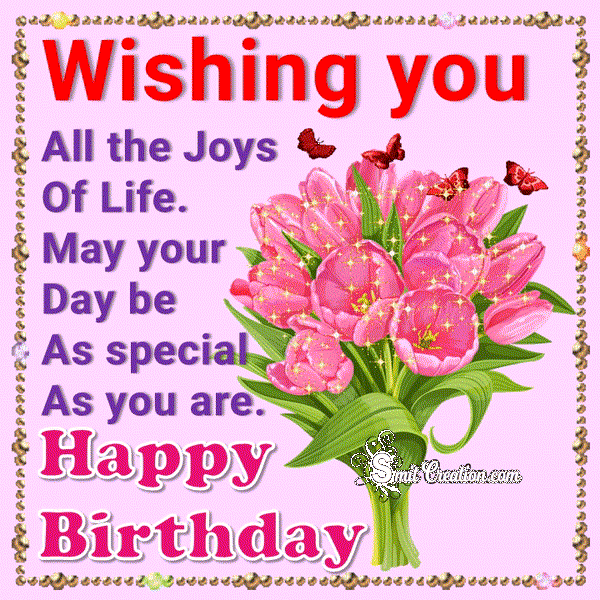 Wishing you
All the Joys
Of Life.
May your
Day be
As special
As you are.
Happy
Birthday
SmitCreation.com